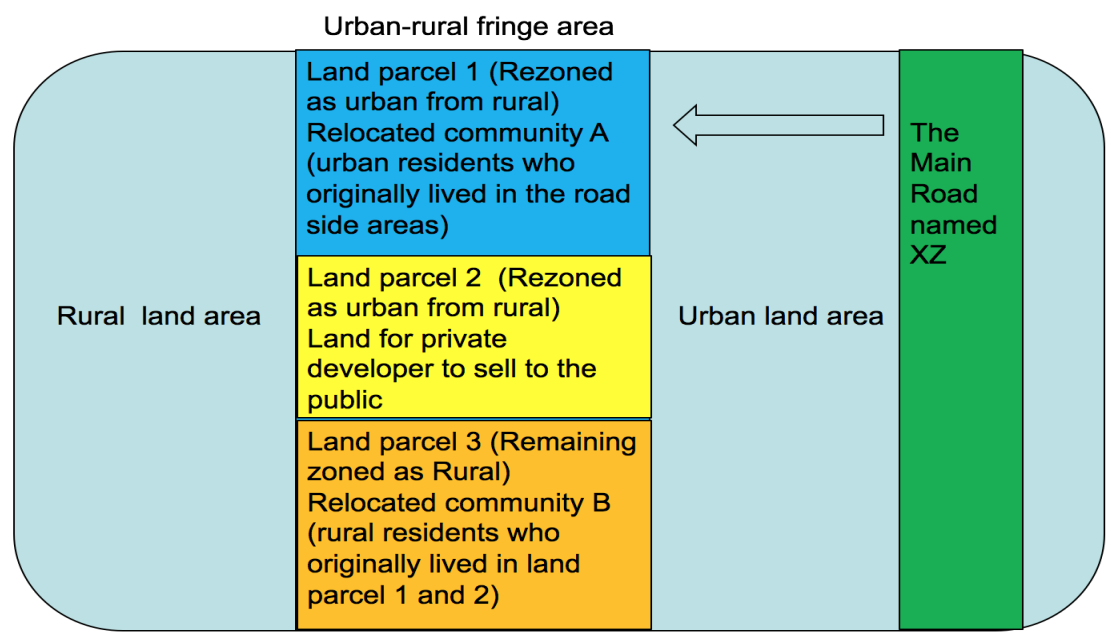 Urban-rural fringe area
Land parcel 1 (Rezoned
as urban from rural)
Relocated community A
(urban residents who
originally lived in the road
side areas)
Land parcel 2  (Rezoned
as urban from rural)
Land for private
developer to sell to the
public
Land parcel 3 (Remaining
zoned as Rural)
Relocated community B
(rural residents who
originally lived in land
parcel 1 and 2)
Rural  land area
Urban land area
The
Main
Road
named
XZ